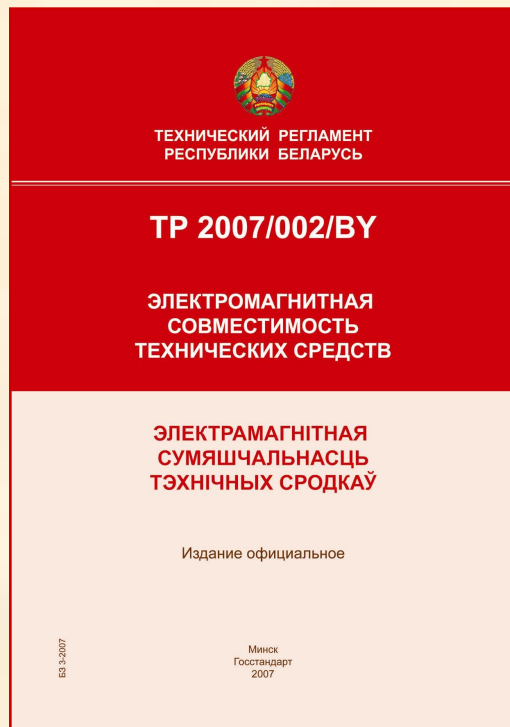 ТЕХНИЧЕСКИЙ РЕГЛАМЕНТ
РЕСПУБЛИКИ БЕЛАРУСЬ
ТР 2007/002/BY
ЭЛЕКТРОМАГНИТНАЯ
СОВМЕСТИМОСТЬ
ТЕХНИЧЕСКИХ СРЕДСТВ
ЭЛЕКТРАМАГНІТНАЯ
СУМЯШЧАЛЬНАСЦЬ
ТЭХНІЧНЫХ СРОДКАЎ
Издание официальное
БЗ 3-2007
Минск
Госстандарт
2007